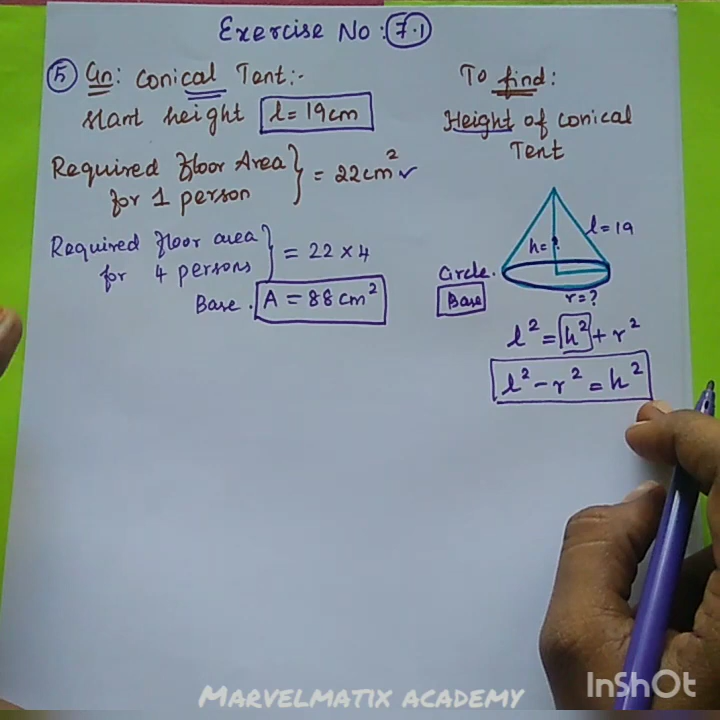 Exercise No: 7.1
5 Gn: Conical Tent:-
slant height l = 19cm
Required floor Area for 1 person } = 22cm² ✓
Required floor area for 4 persons } = 22 × 4
Base. A = 88cm²
To find:
Height of conical
Tent
l = 19
h = ?
Circle.
Base
r = ?
l² = h² + r²
l² - r² = h²
MARVELMATIX ACADEMY
InShOt